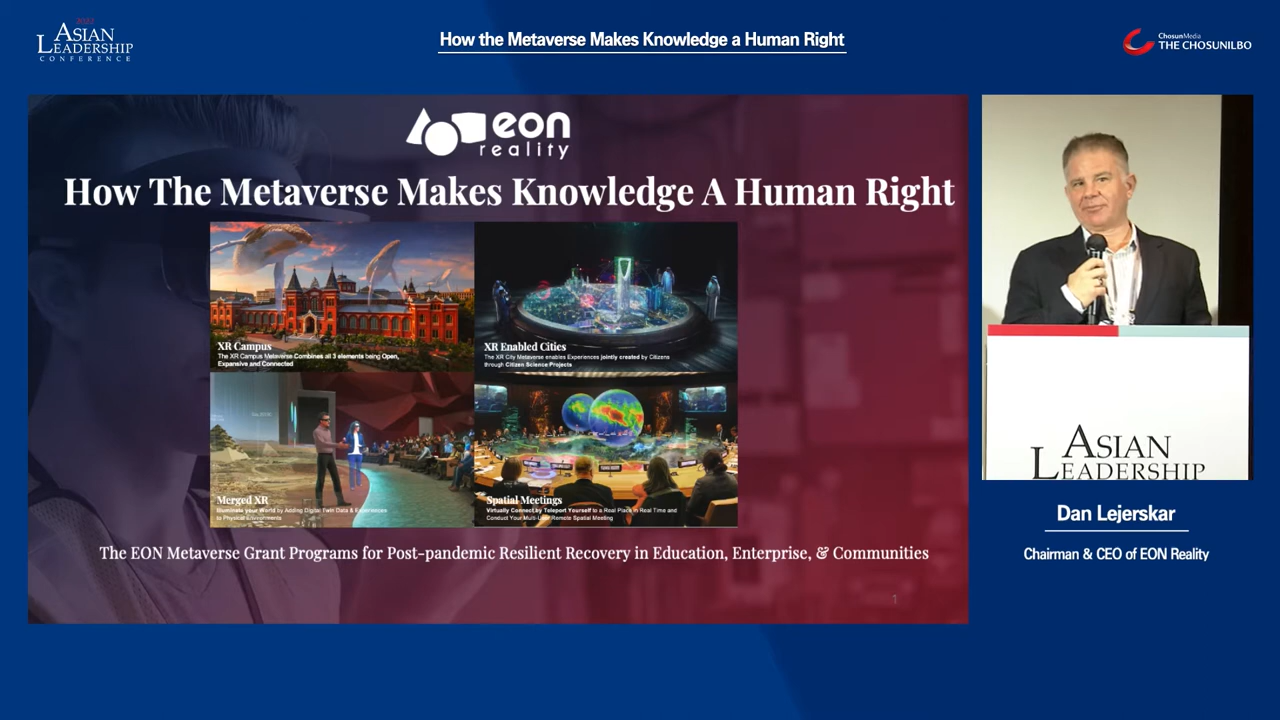 2022
ASIAN
LEADERSHIP
CONFERENCE
How the Metaverse Makes Knowledge a Human Right
ChosunMedia
THE CHOSUNILBO
eon
reality
How The Metaverse Makes Knowledge A Human Right
XR Campus
The XR Campus Metaverse Combines all 3 elements being Open,
Expansive and Connected
XR Enabled Cities
The XR City Metaverse enables Experiences jointly created by Citizens
through Citizen Science Projects
Merged XR
Illuminate your World by Adding Digital Twin Data & Experiences
to Physical Environments
Spatial Meetings
Virtually Connect by Teleport Yourself to a Real Place in Real Time and
Conduct Your Multi-User Remote Spatial Meeting
The EON Metaverse Grant Programs for Post-pandemic Resilient Recovery in Education, Enterprise, & Communities
1
ASIAN
LEADERSHIP
Dan Lejerskar
Chairman & CEO of EON Reality